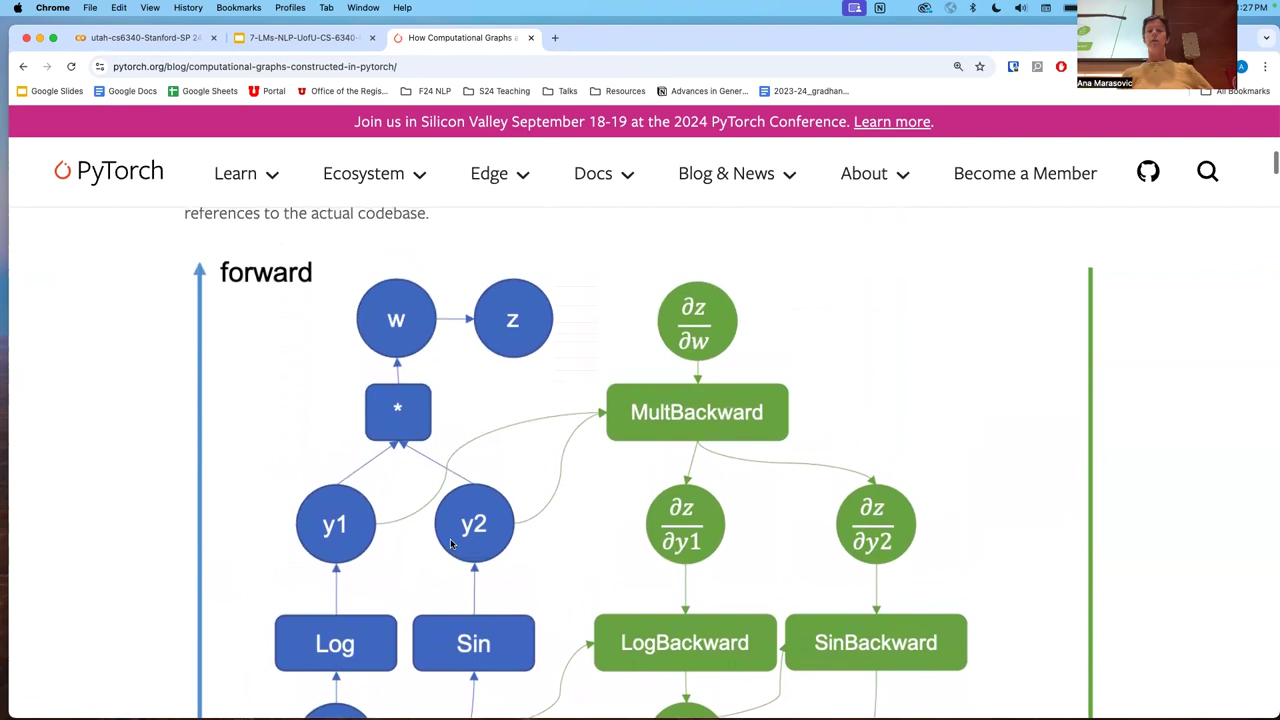 Chrome File Edit View History Bookmarks Profiles Tab Window Help
:27PM
utah-cs6340-Stanford-SP 24
7-LMs-NLP-UofU-CS-6340-
How Computational Graphs a
pytorch.org/blog/computational-graphs-constructed-in-pytorch/
A
Ana Marasovic
Google Slides Google Docs Google Sheets Portal Office of the Regi... F24 NLP S24 Teaching Talks Resources Advances in Gener... 2023-24_gradhan... All Bookmarks
Join us in Silicon Valley September 18-19 at the 2024 PyTorch Conference. Learn more.
PyTorch Learn Ecosystem Edge Docs Blog & News About Become a Member
references to the actual codebase.
forward
w z ∂z/∂w
* MultBackward
y1 y2 ∂z/∂y1 ∂z/∂y2
Log Sin LogBackward SinBackward